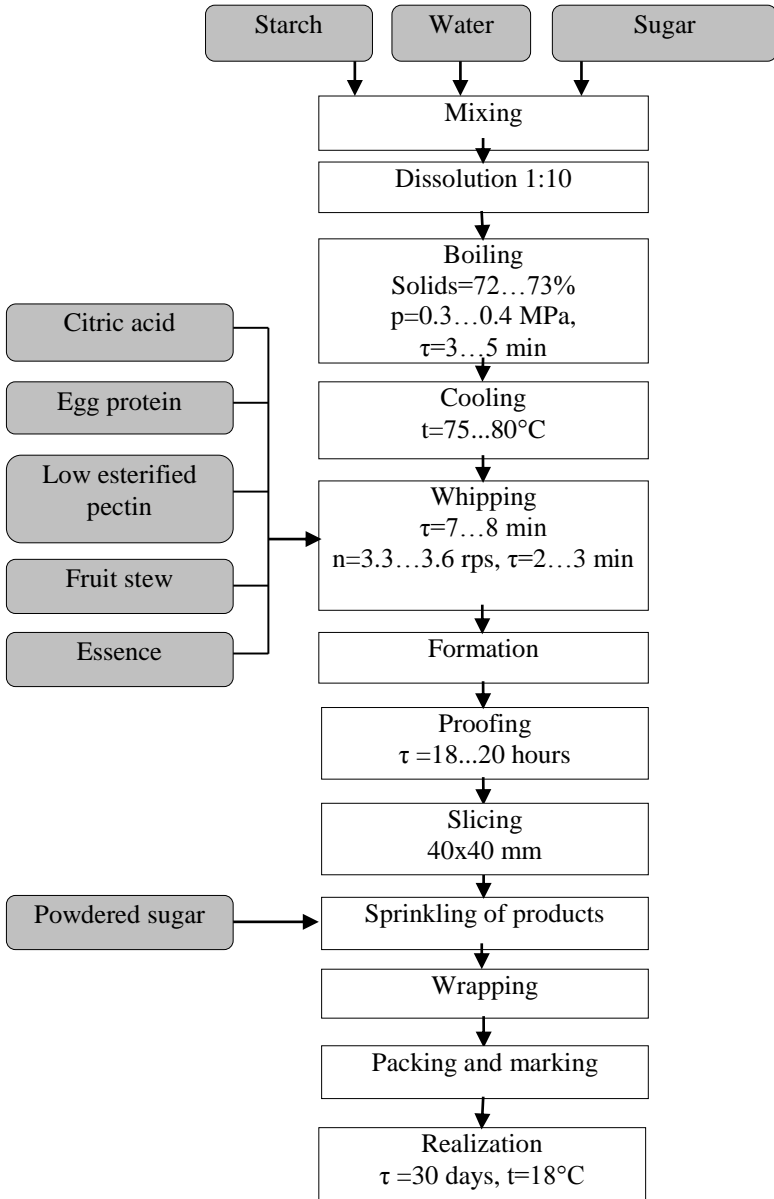 Starch
Water
Sugar
Mixing
Dissolution 1:10
Boiling
Solids=72…73%
p=0.3…0.4 MPa,
τ=3…5 min
Citric acid
Egg protein
Low esterified
pectin
Fruit stew
Essence
Cooling
t=75...80°C
Whipping
τ=7…8 min
n=3.3…3.6 rps, τ=2…3 min
Formation
Proofing
τ =18...20 hours
Slicing
40x40 mm
Powdered sugar
Sprinkling of products
Wrapping
Packing and marking
Realization
τ =30 days, t=18°C